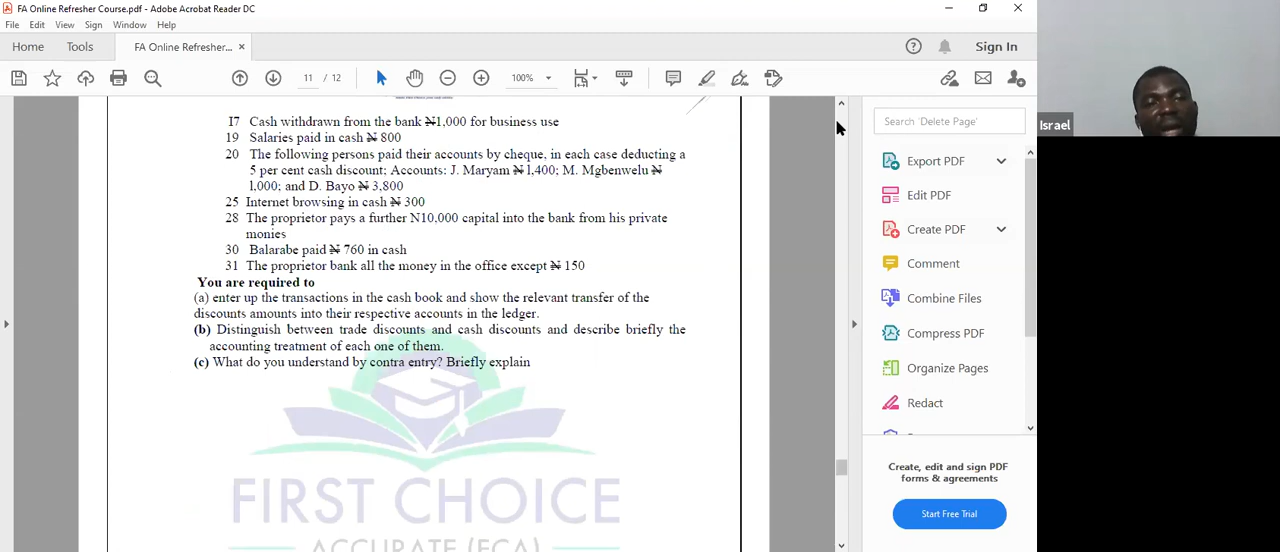 FA Online Refresher Course.pdf - Adobe Acrobat Reader DC
File Edit View Sign Window Help
Home Tools FA Online Refresher... × Sign In
11 / 12 100%
17 Cash withdrawn from the bank ₦1,000 for business use
19 Salaries paid in cash ₦ 800
20 The following persons paid their accounts by cheque, in each case deducting a
5 per cent cash discount; Accounts: J. Maryam ₦ 1,400; M. Mgbenwelu ₦
1,000; and D. Bayo ₦ 3,800
25 Internet browsing in cash ₦ 300
28 The proprietor pays a further N10,000 capital into the bank from his private
monies
30 Balarabe paid ₦ 760 in cash
31 The proprietor bank all the money in the office except ₦ 150
You are required to
(a) enter up the transactions in the cash book and show the relevant transfer of the
discounts amounts into their respective accounts in the ledger.
(b) Distinguish between trade discounts and cash discounts and describe briefly the
accounting treatment of each one of them.
(c) What do you understand by contra entry? Briefly explain
FIRST CHOICE
ACCURATE (FCA)
Search 'Delete Page'
Export PDF
Edit PDF
Create PDF
Comment
Combine Files
Compress PDF
Organize Pages
Redact
Create, edit and sign PDF
forms & agreements
Start Free Trial
Israel